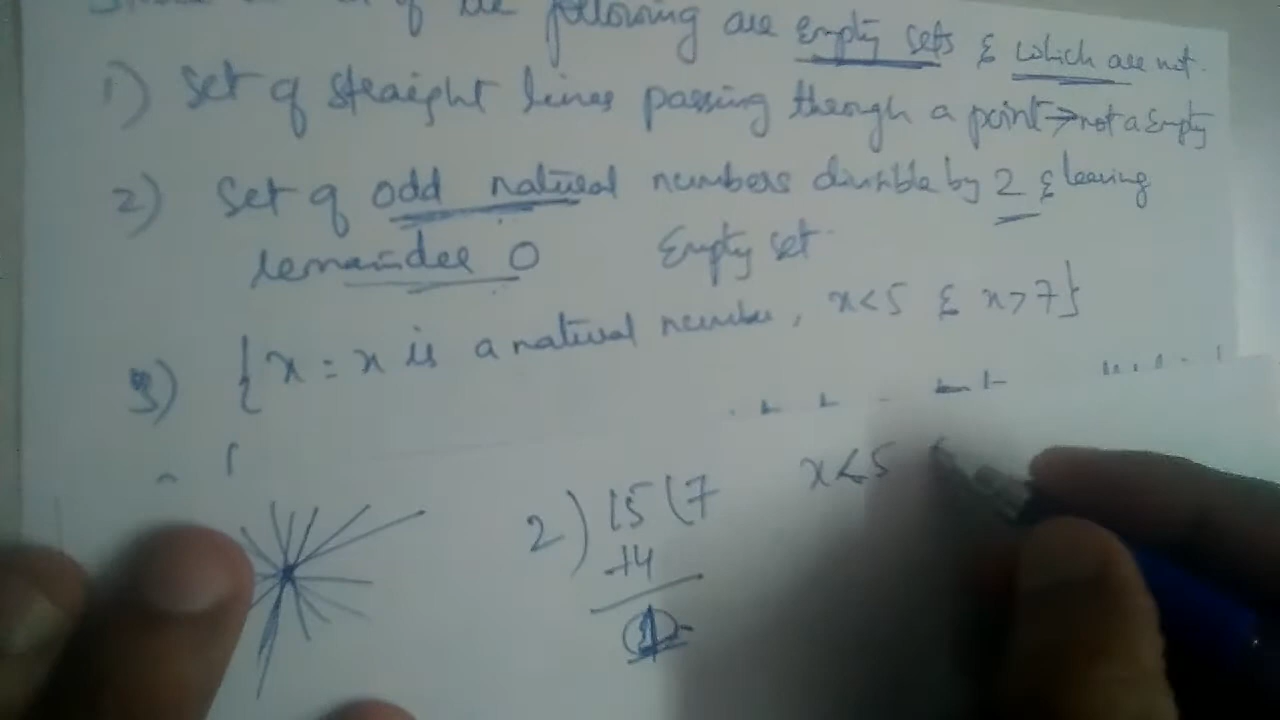 of the following are Empty sets & which are not.
1) Set of straight lines passing through a point → not a Empty
2) Set of odd natural numbers divisible by 2 & leaving
remainder 0 Empty set
3) {x : x is a natural number, x<5 & x>7}
x<5
2) 15 (7
14
1